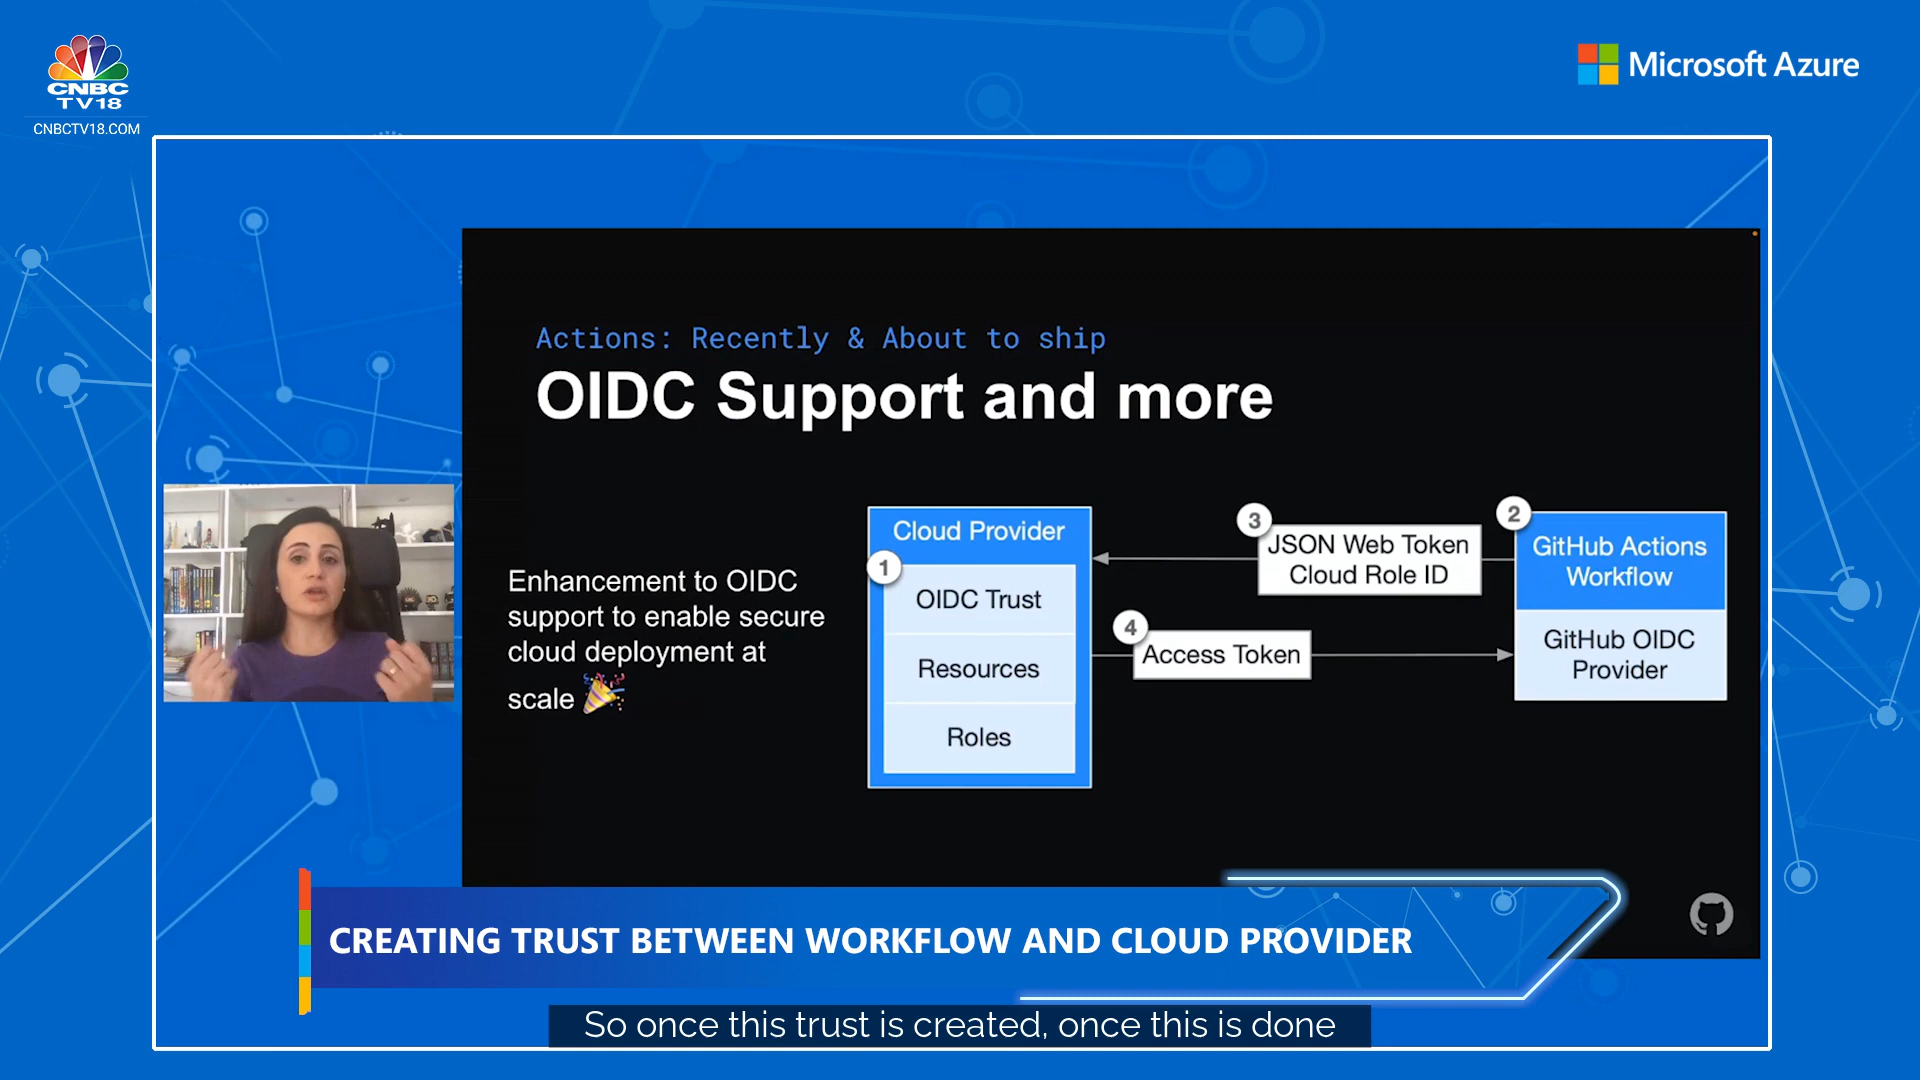 CNBC
TV18
CNBCTV18.COM
Microsoft Azure
Actions: Recently & About to ship
OIDC Support and more
Enhancement to OIDC
support to enable secure
cloud deployment at
scale 🎉
Cloud Provider
1
OIDC Trust
Resources
Roles
3
JSON Web Token
Cloud Role ID
4
Access Token
2
GitHub Actions
Workflow
GitHub OIDC
Provider
CREATING TRUST BETWEEN WORKFLOW AND CLOUD PROVIDER
So once this trust is created, once this is done